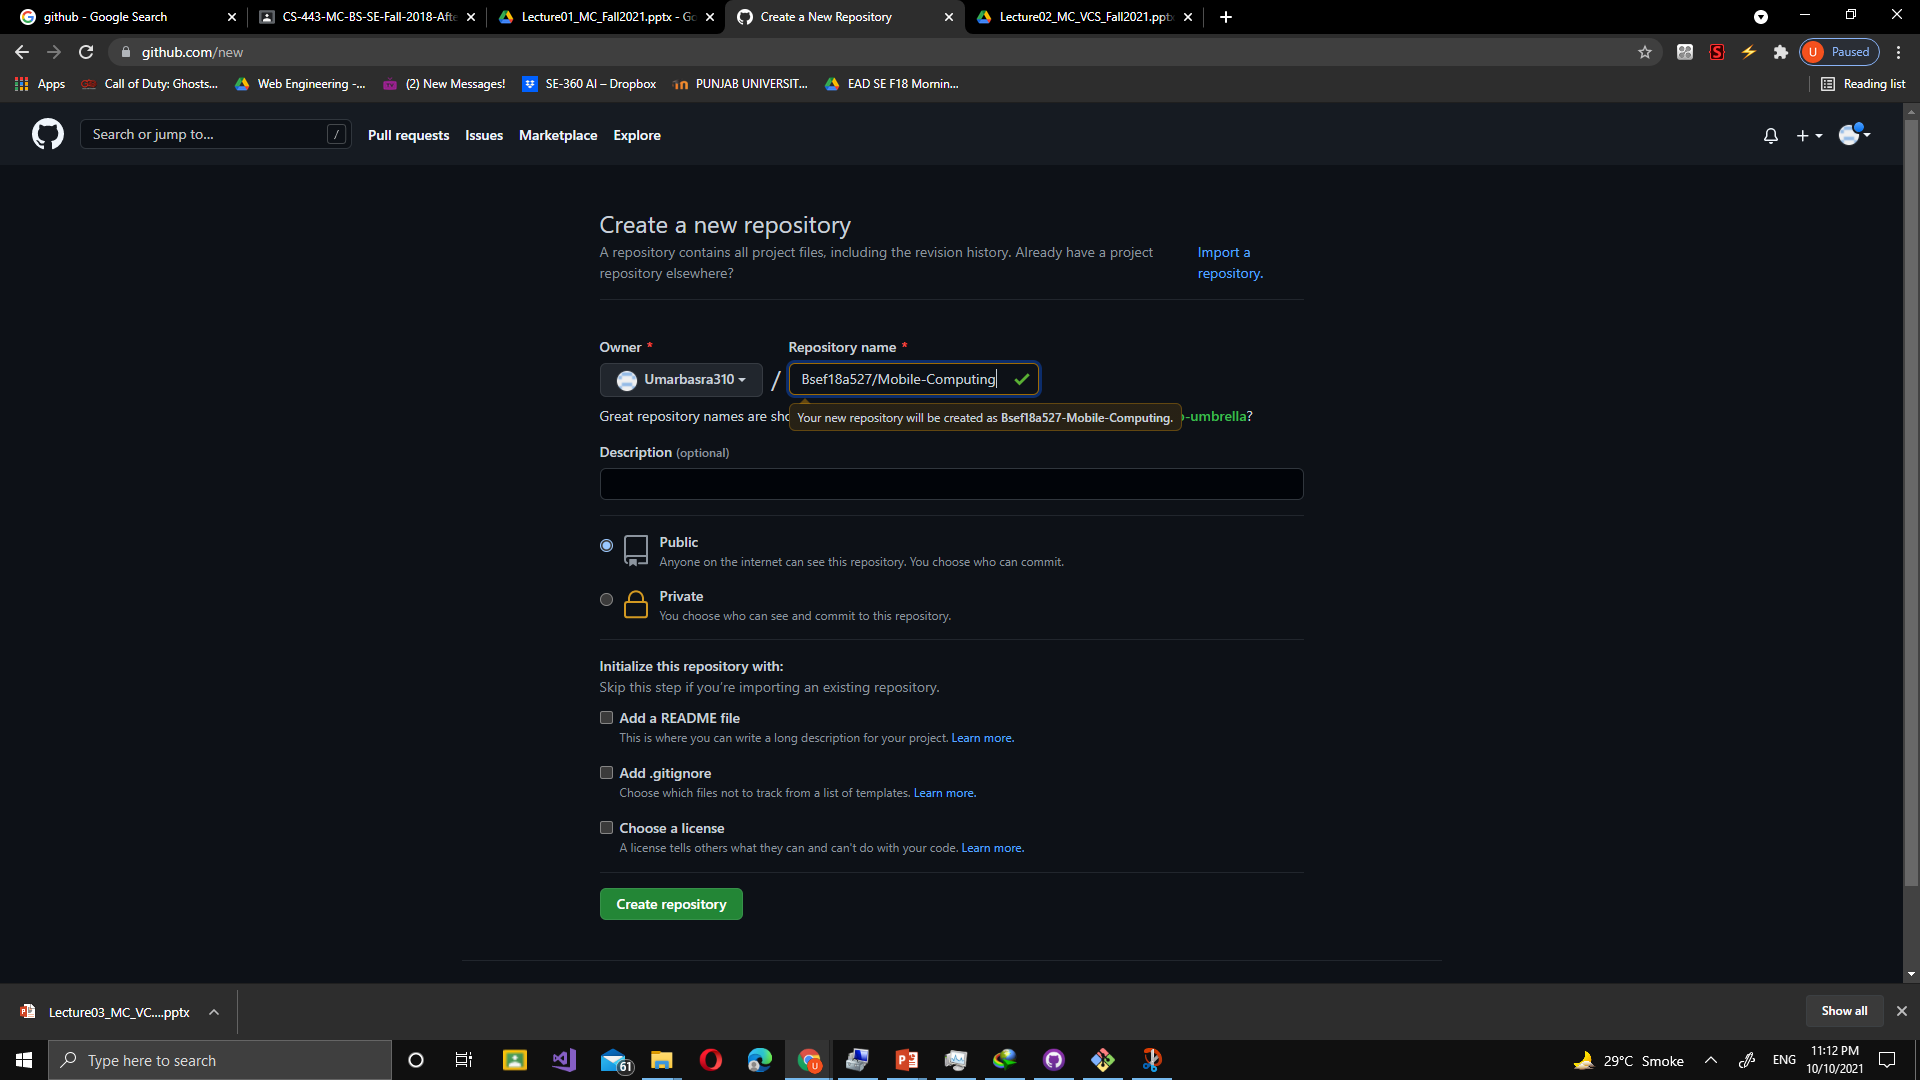 github - Google Search
CS-443-MC-BS-SE-Fall-2018-Afte
Lecture01_MC_Fall2021.pptx - Go
Create a New Repository
Lecture02_MC_VCS_Fall2021.pptx
github.com/new
U Paused
Apps
Call of Duty: Ghosts...
Web Engineering -...
(2) New Messages!
SE-360 AI – Dropbox
PUNJAB UNIVERSIT...
EAD SE F18 Mornin...
Reading list
Search or jump to... /
Pull requests
Issues
Marketplace
Explore
Create a new repository
A repository contains all project files, including the revision history. Already have a project
repository elsewhere?
Import a
repository.
Owner *
Repository name *
Umarbasra310
/
Bsef18a527/Mobile-Computing
Great repository names are sho
-umbrella?
Your new repository will be created as Bsef18a527-Mobile-Computing.
Description (optional)
Public
Anyone on the internet can see this repository. You choose who can commit.
Private
You choose who can see and commit to this repository.
Initialize this repository with:
Skip this step if you're importing an existing repository.
Add a README file
This is where you can write a long description for your project. Learn more.
Add .gitignore
Choose which files not to track from a list of templates. Learn more.
Choose a license
A license tells others what they can and can't do with your code. Learn more.
Create repository
Lecture03_MC_VC....pptx
Show all
Type here to search
61
29°C Smoke
ENG
11:12 PM
10/10/2021